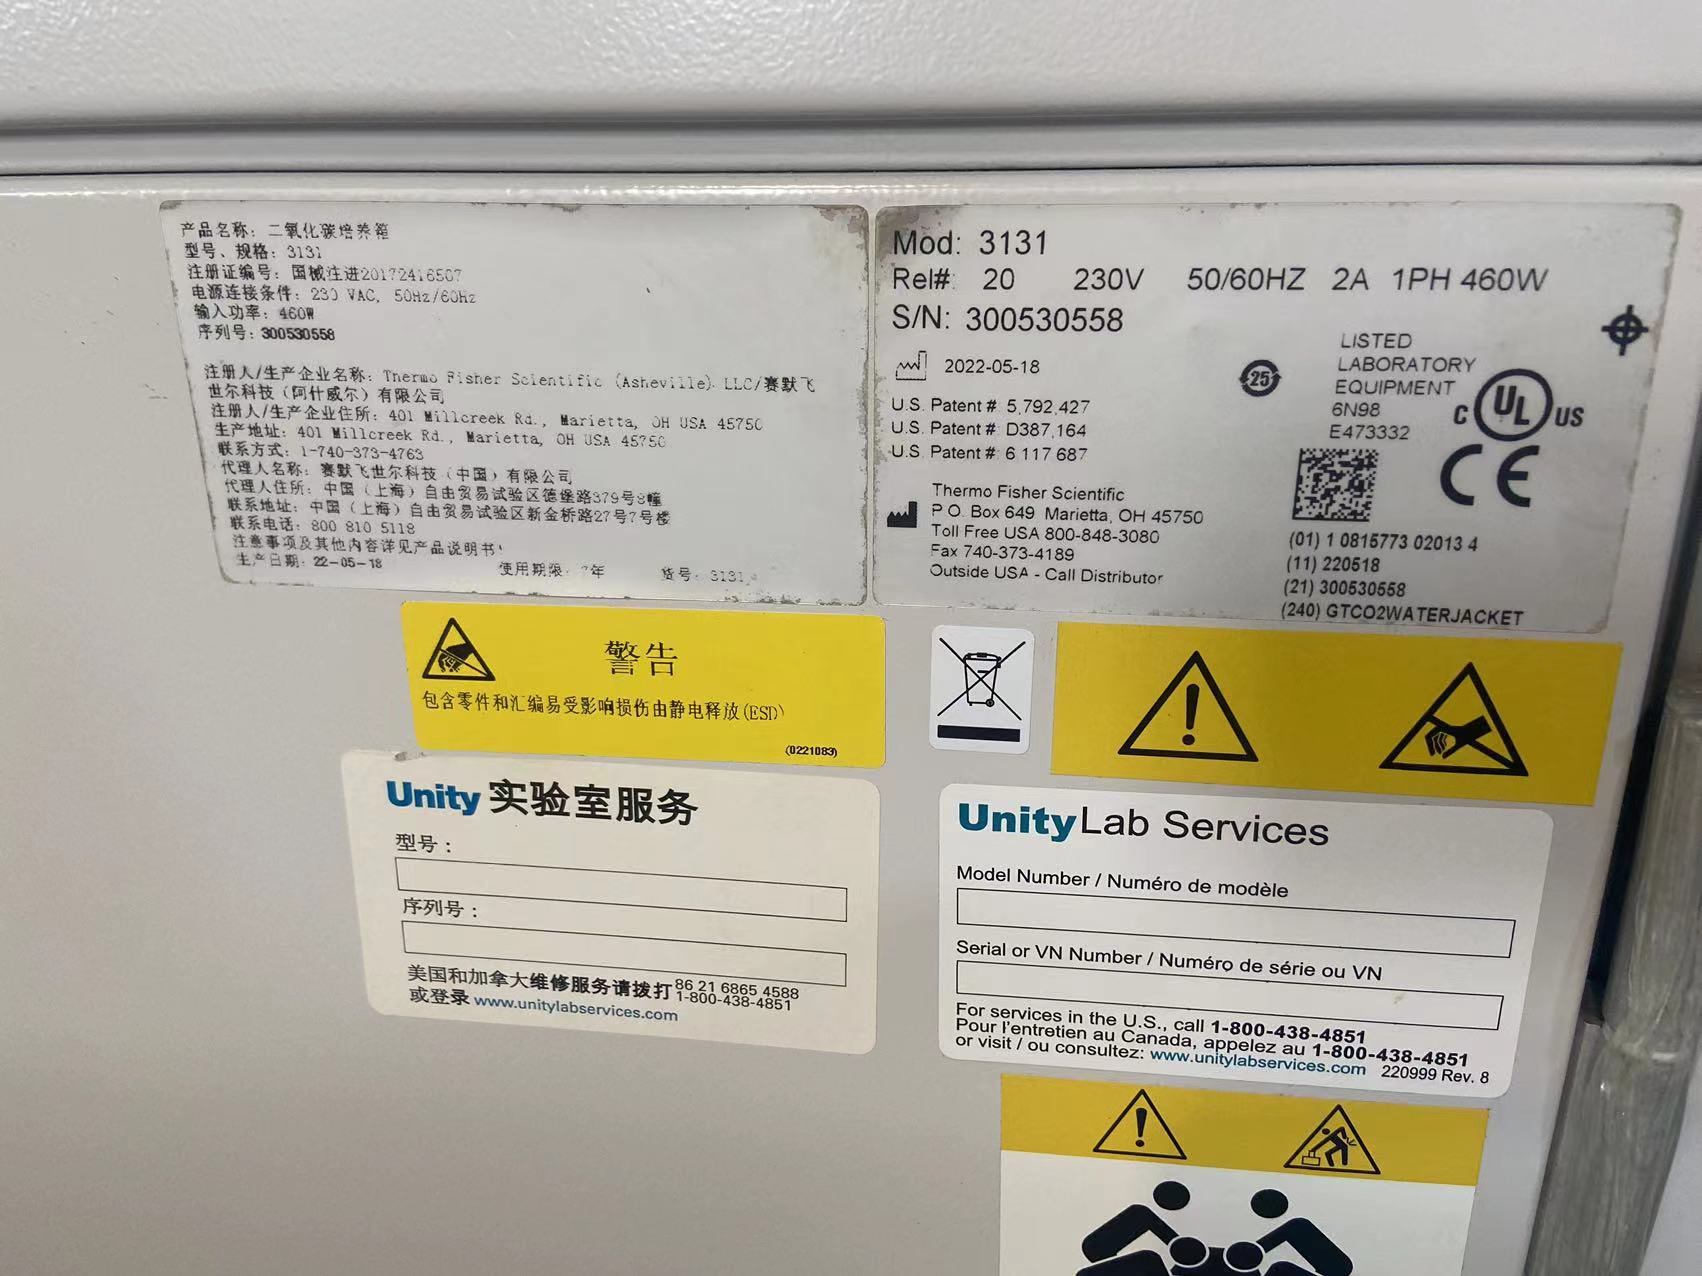 产品名称: 二氧化碳培养箱
型号、规格: 3131
注册证编号: 国械注进20172416507
电源连接条件: 230 VAC, 50Hz/60Hz
输入功率: 460W
序列号: 300530558
注册人/生产企业名称: Thermo Fisher Scientific (Asheville) LLC/赛默飞
世尔科技（阿什威尔）有限公司
注册人/生产企业住所: 401 Millcreek Rd., Marietta, OH USA 45750
生产地址: 401 Millcreek Rd., Marietta, OH USA 45750
联系方式: 1-740-373-4763
代理人名称: 赛默飞世尔科技（中国）有限公司
代理人住所: 中国（上海）自由贸易试验区德堡路379号8幢
联系地址: 中国（上海）自由贸易试验区新金桥路27号7号楼
联系电话: 800 810 5118
注意事项及其他内容详见产品说明书!
生产日期: 22-05-18 使用期限: 7年 货号: 3131
Mod: 3131
Rel#: 20 230V 50/60HZ 2A 1PH 460W
S/N: 300530558
2022-05-18
25
U.S. Patent # 5,792,427
U.S. Patent # D387,164
U.S. Patent # 6,117 687
LISTED
LABORATORY
EQUIPMENT
6N98
E473332
C UL US
CE
Thermo Fisher Scientific
P O. Box 649 Marietta, OH 45750
Toll Free USA 800-848-3080
Fax 740-373-4189
Outside USA - Call Distributor
(01) 1 0815773 02013 4
(11) 220518
(21) 300530558
(240) GTCO2WATERJACKET
警告
包含零件和汇编易受影响损伤由静电释放(ESD)
(0221083)
Unity 实验室服务
型号:
序列号:
美国和加拿大维修服务请拨打 86 21 6865 4588
1-800-438-4851
或登录 www.unitylabservices.com
Unity Lab Services
Model Number / Numéro de modèle
Serial or VN Number / Numéro de série ou VN
For services in the U.S., call 1-800-438-4851
Pour l'entretien au Canada, appelez au 1-800-438-4851
or visit / ou consultez: www.unitylabservices.com 220999 Rev. 8